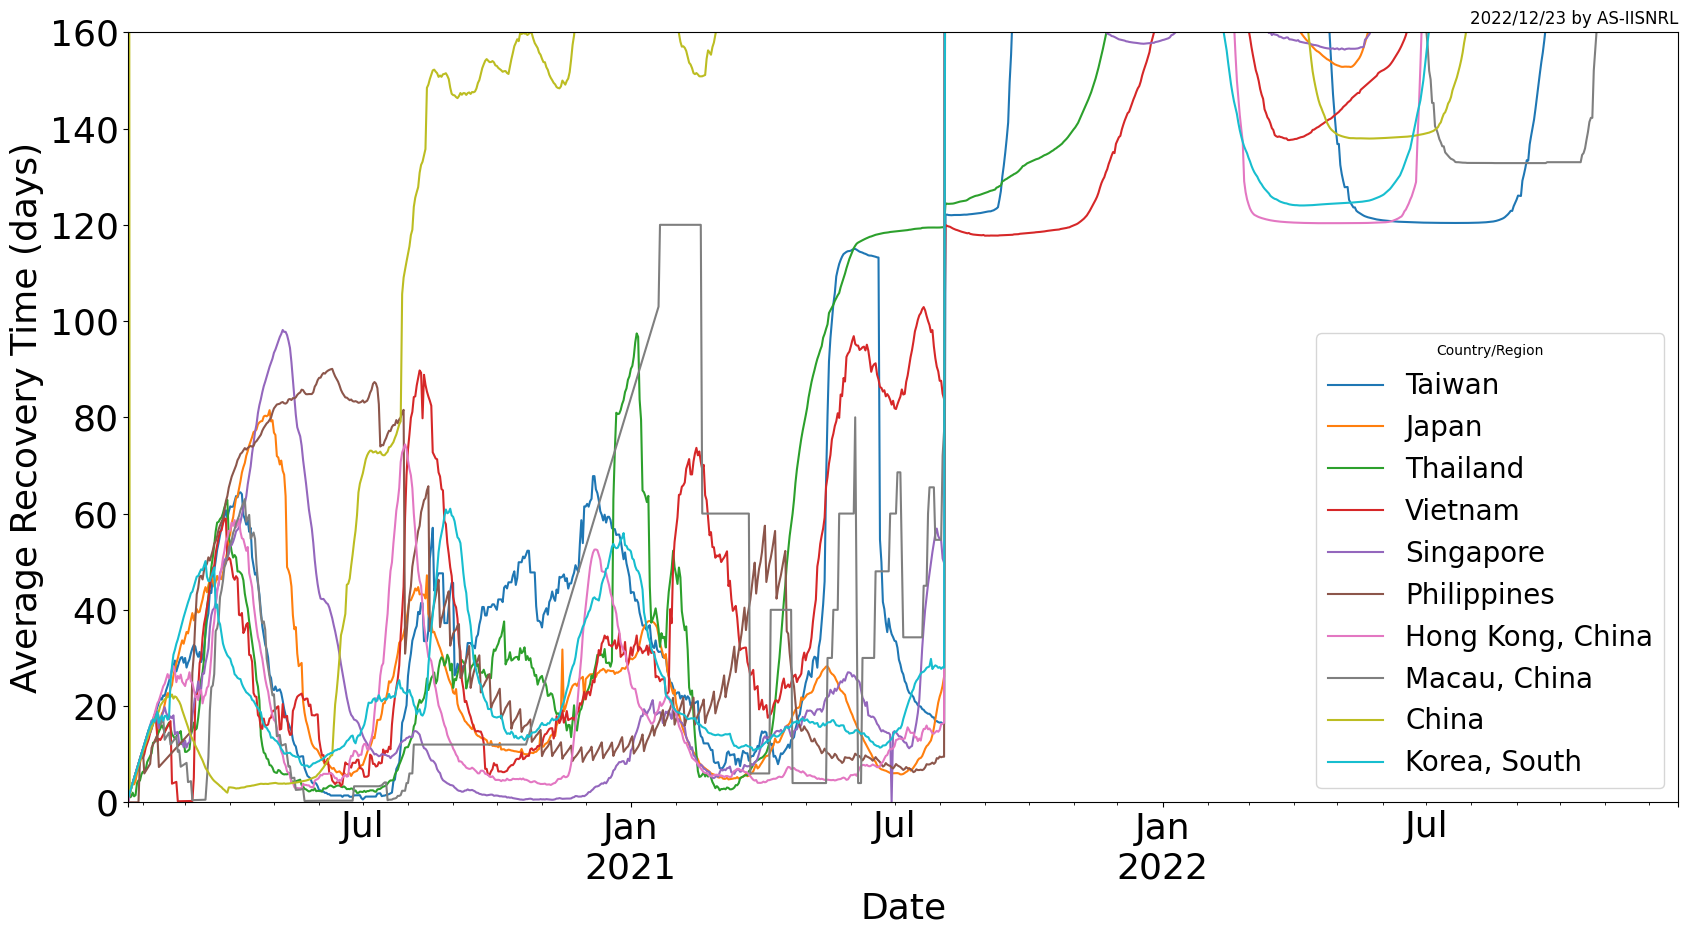 2022/12/23 by AS-IISNRL
160
140
120
100
80
60
40
20
0
Average Recovery Time (days)
Jul
Jan
2021
Jul
Jan
2022
Jul
Date
Country/Region
Taiwan
Japan
Thailand
Vietnam
Singapore
Philippines
Hong Kong, China
Macau, China
China
Korea, South